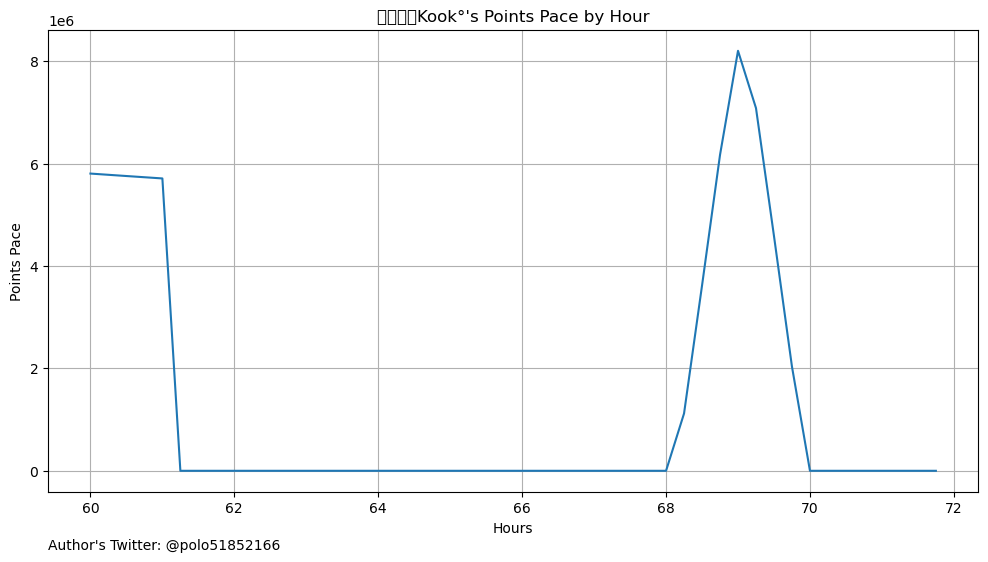 Kook°'s Points Pace by Hour
1e6
8
6
4
2
0
Points Pace
60 62 64 66 68 70 72
Hours
Author's Twitter: @polo51852166